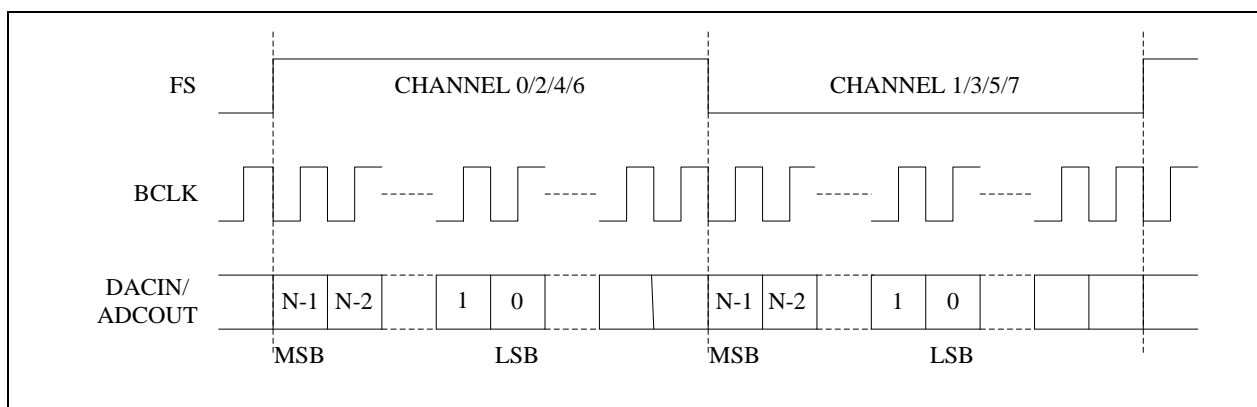 FS CHANNEL 0/2/4/6 CHANNEL 1/3/5/7
BCLK
DACIN/
ADCOUT
N-1 N-2 1 0 N-1 N-2 1 0
MSB LSB MSB LSB